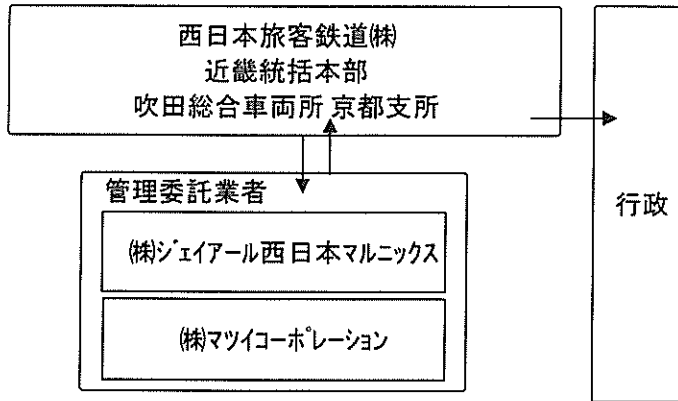 西日本旅客鉄道㈱
近畿統括本部
吹田総合車両所 京都支所
管理委託業者
㈱ｼﾞｪｲｱｰﾙ西日本ﾏﾙﾆｯｸｽ
㈱ﾏﾂｲｺｰﾎﾟﾚｰｼｮﾝ
行政